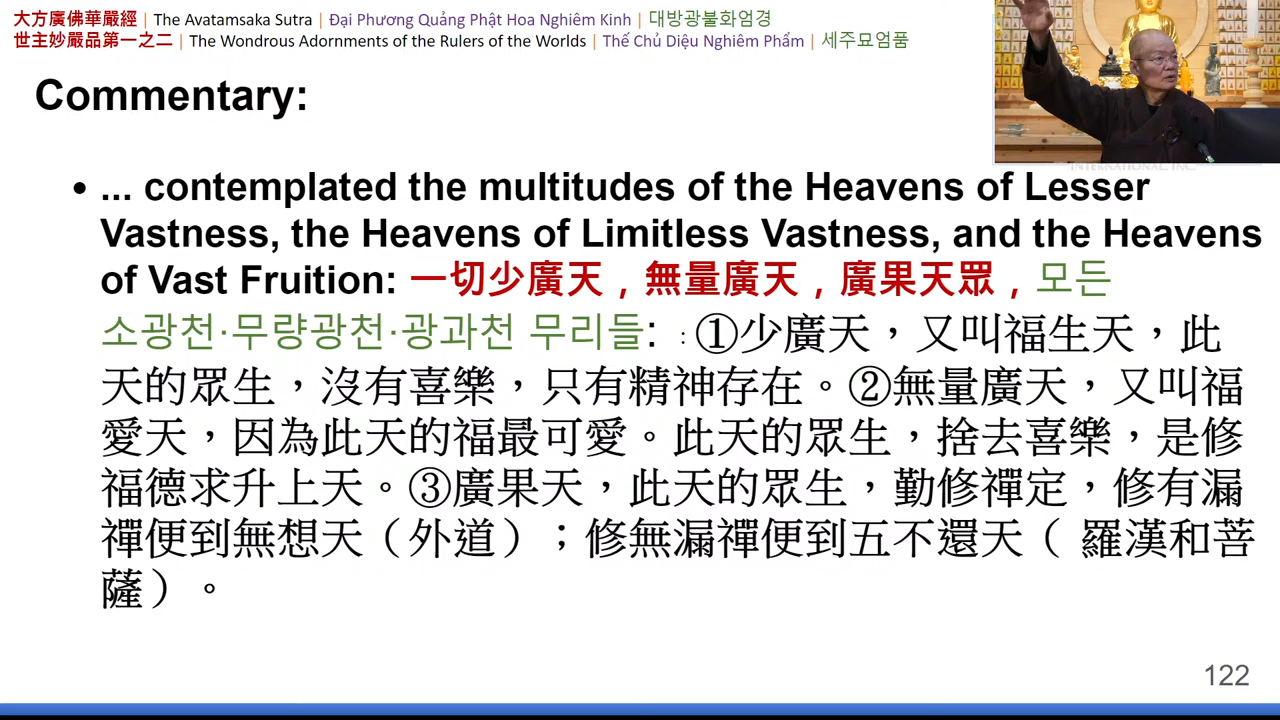 大方廣佛華嚴經 | The Avatamsaka Sutra | Đại Phương Quảng Phật Hoa Nghiêm Kinh | 대방광불화엄경
世主妙嚴品第一之二 | The Wondrous Adornments of the Rulers of the Worlds | Thế Chủ Diệu Nghiêm Phẩm | 세주묘엄품
Commentary:
• ... contemplated the multitudes of the Heavens of Lesser
Vastness, the Heavens of Limitless Vastness, and the Heavens
of Vast Fruition: 一切少廣天，無量廣天，廣果天眾，모든
소광천·무량광천·광과천 무리들: ：①少廣天，又叫福生天，此
天的眾生，沒有喜樂，只有精神存在。②無量廣天，又叫福
愛天，因為此天的福最可愛。此天的眾生，捨去喜樂，是修
福德求升上天。③廣果天，此天的眾生，勤修禪定，修有漏
禪便到無想天（外道）；修無漏禪便到五不還天（ 羅漢和菩
薩）。
INTERNATIONAL, INC.
122